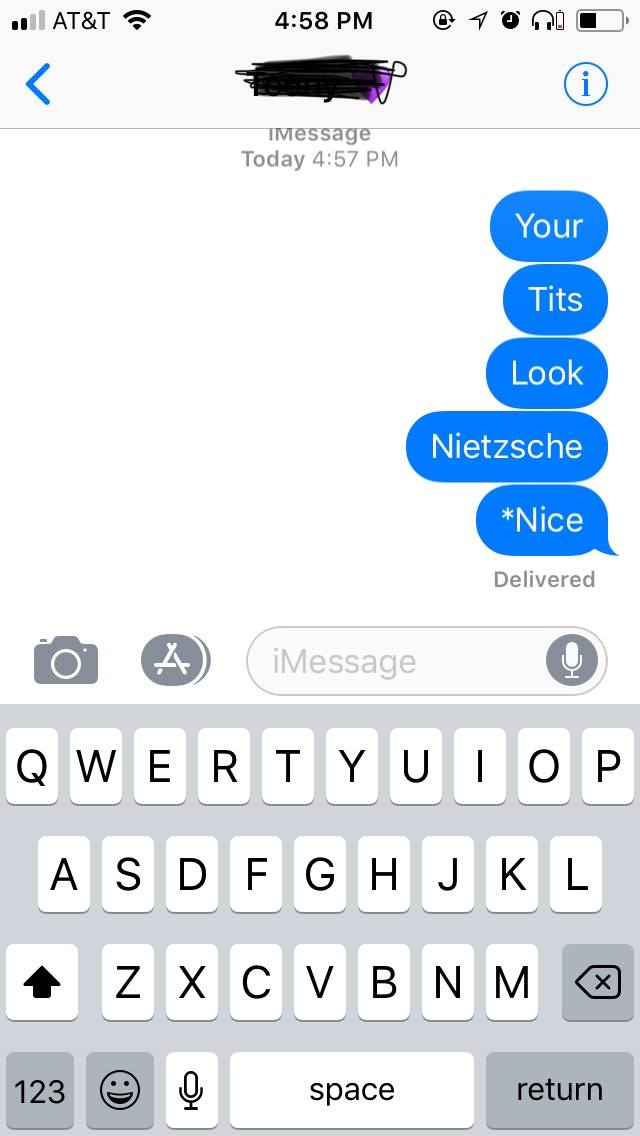 AT&T 4:58 PM
iMessage
Today 4:57 PM
Your
Tits
Look
Nietzsche
*Nice
Delivered
iMessage
Q W E R T Y U I O P
A S D F G H J K L
Z X C V B N M
123 space return